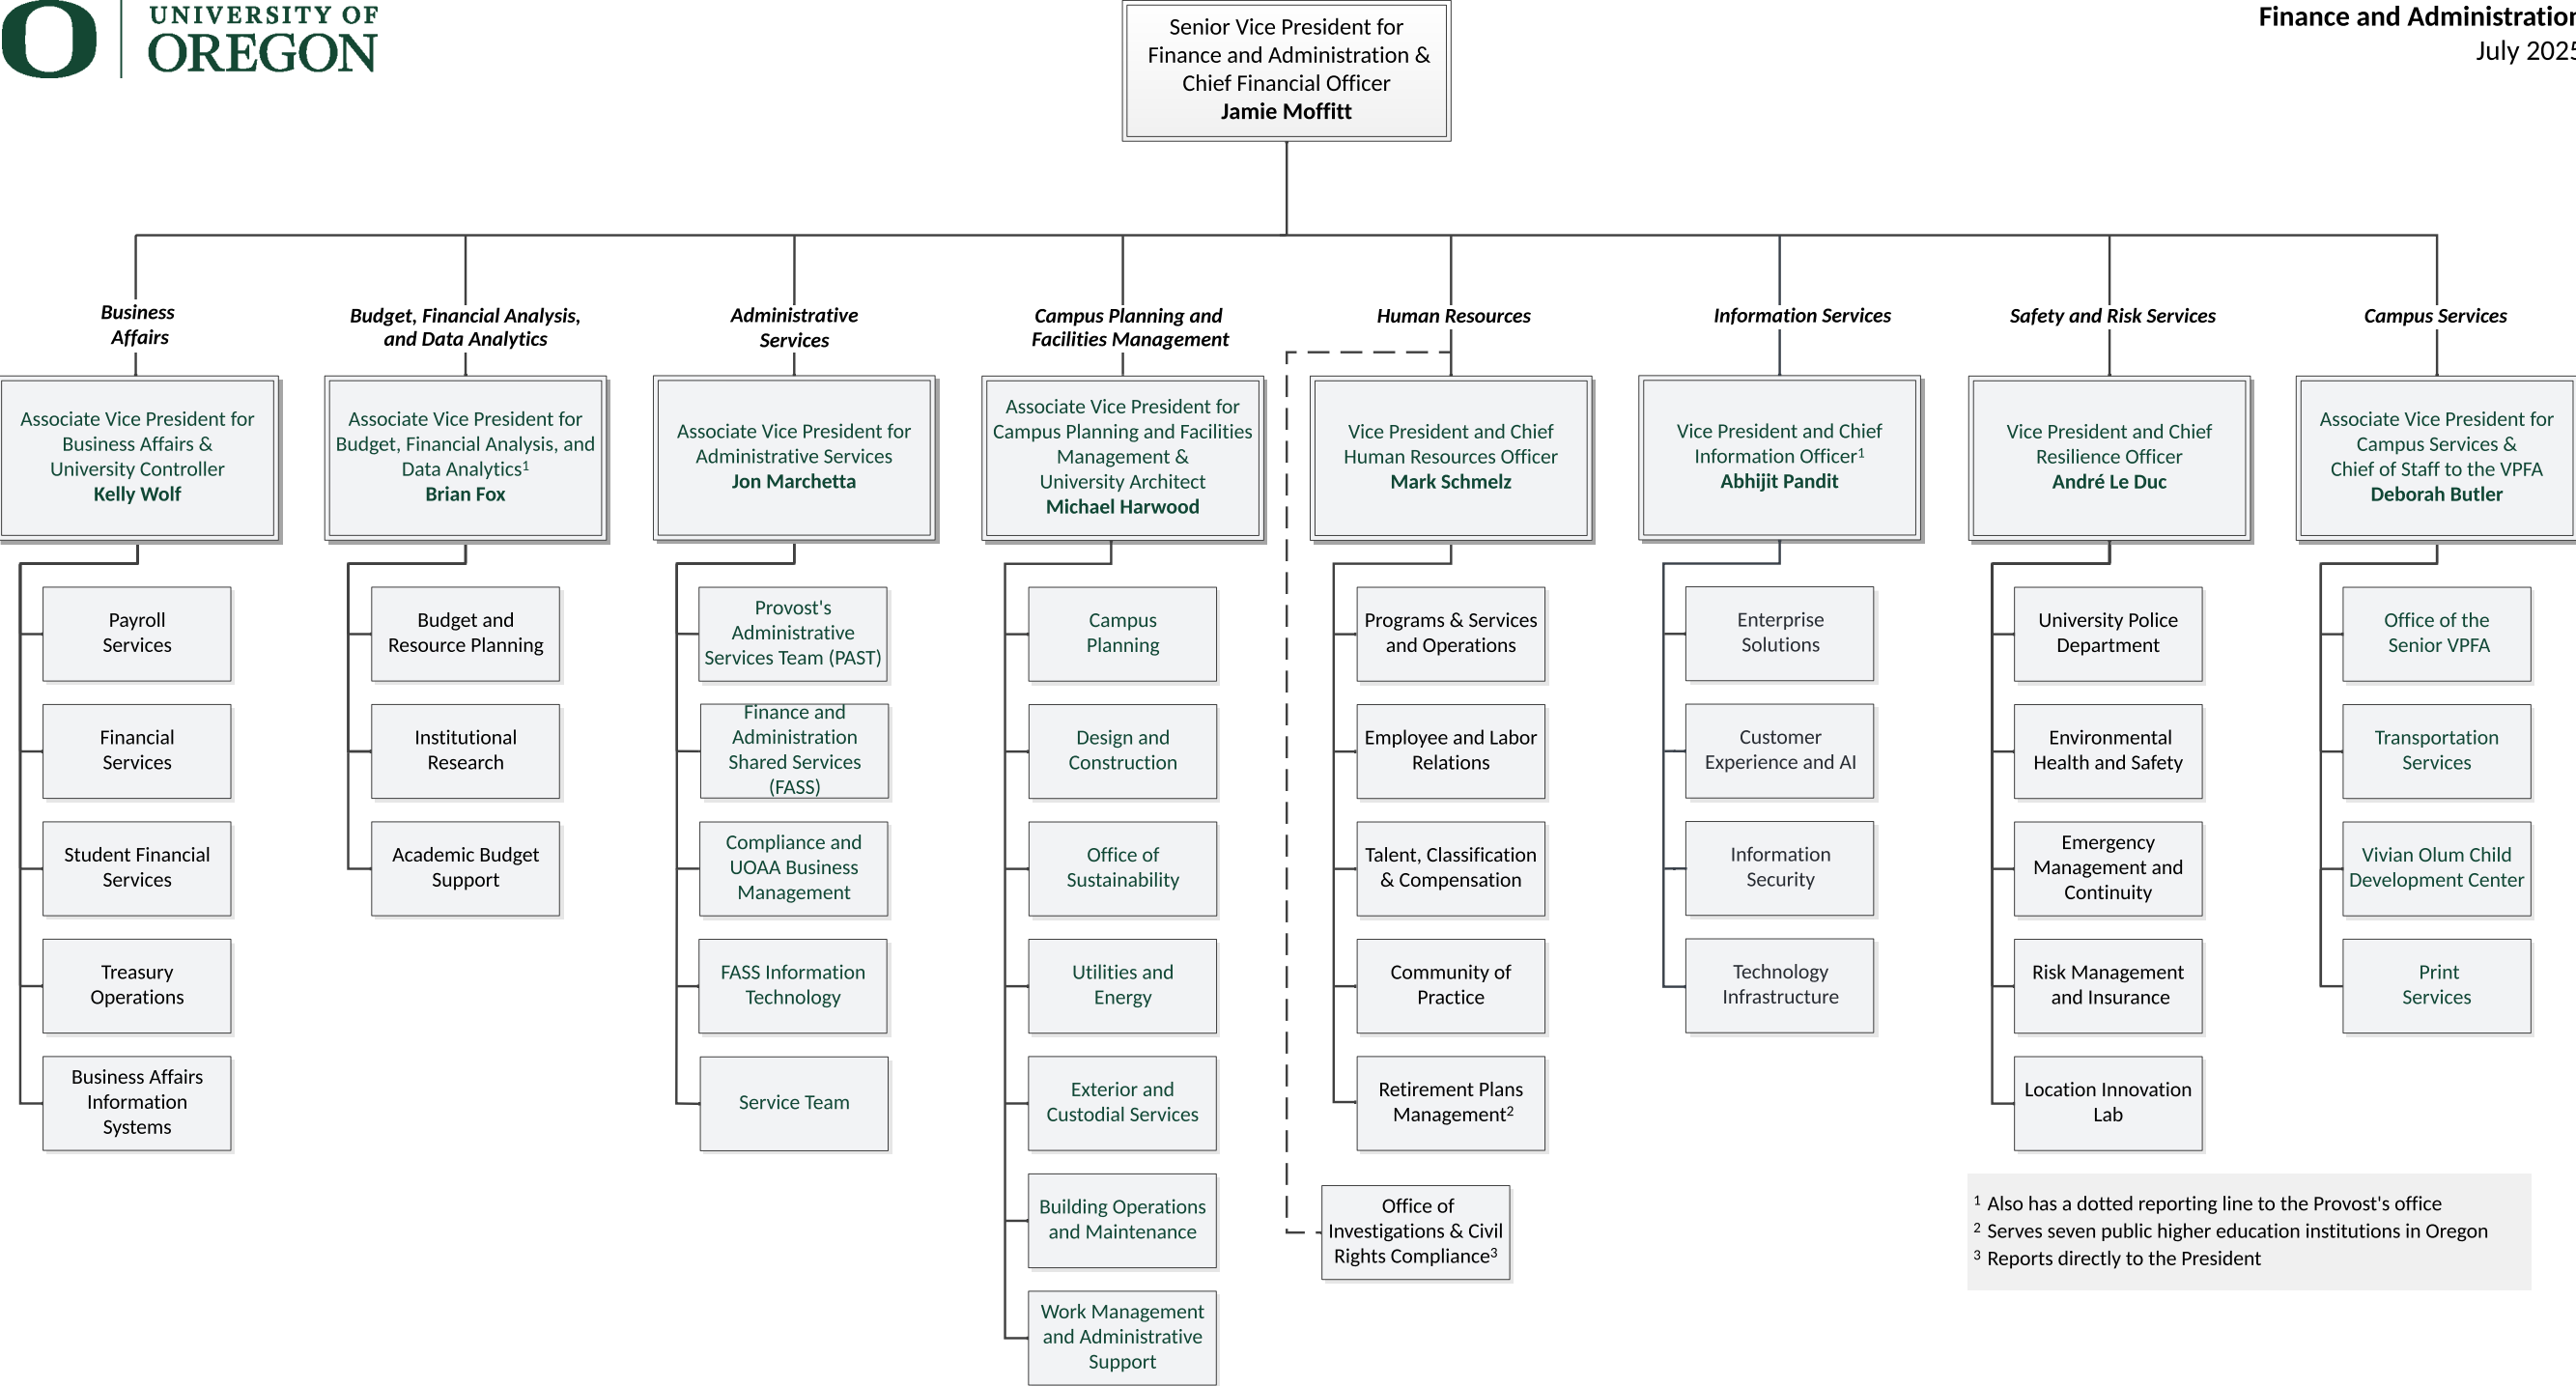 UNIVERSITY OF
OREGON
Senior Vice President for
Finance and Administration &
Chief Financial Officer
Jamie Moffitt
Finance and Administration
July 2025
Business
Affairs
Budget, Financial Analysis,
and Data Analytics
Administrative
Services
Campus Planning and
Facilities Management
Human Resources
Information Services
Safety and Risk Services
Campus Services
Associate Vice President for
Business Affairs &
University Controller
Kelly Wolf
Associate Vice President for
Budget, Financial Analysis, and
Data Analytics¹
Brian Fox
Associate Vice President for
Administrative Services
Jon Marchetta
Associate Vice President for
Campus Planning and Facilities
Management &
University Architect
Michael Harwood
Vice President and Chief
Human Resources Officer
Mark Schmelz
Vice President and Chief
Information Officer¹
Abhijit Pandit
Vice President and Chief
Resilience Officer
André Le Duc
Associate Vice President for
Campus Services &
Chief of Staff to the VPFA
Deborah Butler
Payroll
Services
Financial
Services
Student Financial
Services
Treasury
Operations
Business Affairs
Information
Systems
Budget and
Resource Planning
Institutional
Research
Academic Budget
Support
Provost's
Administrative
Services Team (PAST)
Finance and
Administration
Shared Services
(FASS)
Compliance and
UOAA Business
Management
FASS Information
Technology
Service Team
Campus
Planning
Design and
Construction
Office of
Sustainability
Utilities and
Energy
Exterior and
Custodial Services
Building Operations
and Maintenance
Work Management
and Administrative
Support
Programs & Services
and Operations
Employee and Labor
Relations
Talent, Classification
& Compensation
Community of
Practice
Retirement Plans
Management²
Office of
Investigations & Civil
Rights Compliance³
Enterprise
Solutions
Customer
Experience and AI
Information
Security
Technology
Infrastructure
University Police
Department
Environmental
Health and Safety
Emergency
Management and
Continuity
Risk Management
and Insurance
Location Innovation
Lab
Office of the
Senior VPFA
Transportation
Services
Vivian Olum Child
Development Center
Print
Services
¹ Also has a dotted reporting line to the Provost's office
² Serves seven public higher education institutions in Oregon
³ Reports directly to the President